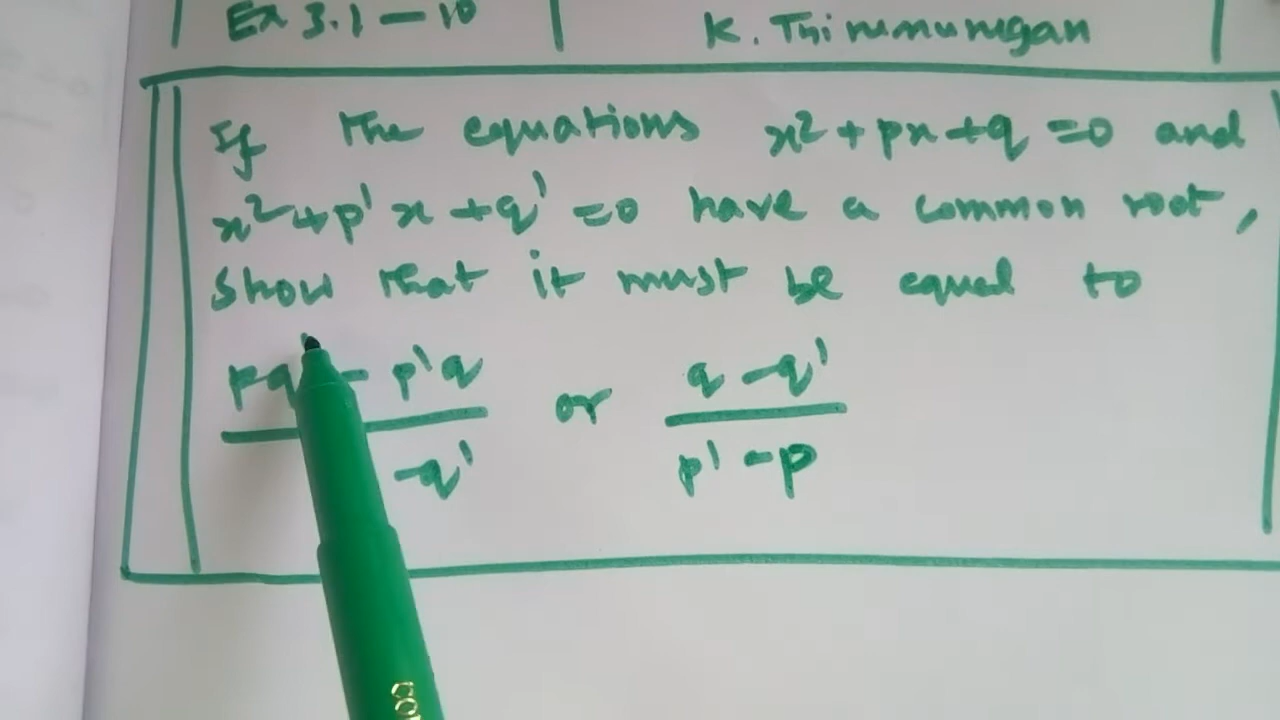 Ex 3.1 - 10
K. Thirumurugan
If the equations x² + px + q = 0 and
x² + p' x + q' = 0 have a common root,
show that it must be equal to
pq - p'q or q - q'
-q' p' - p